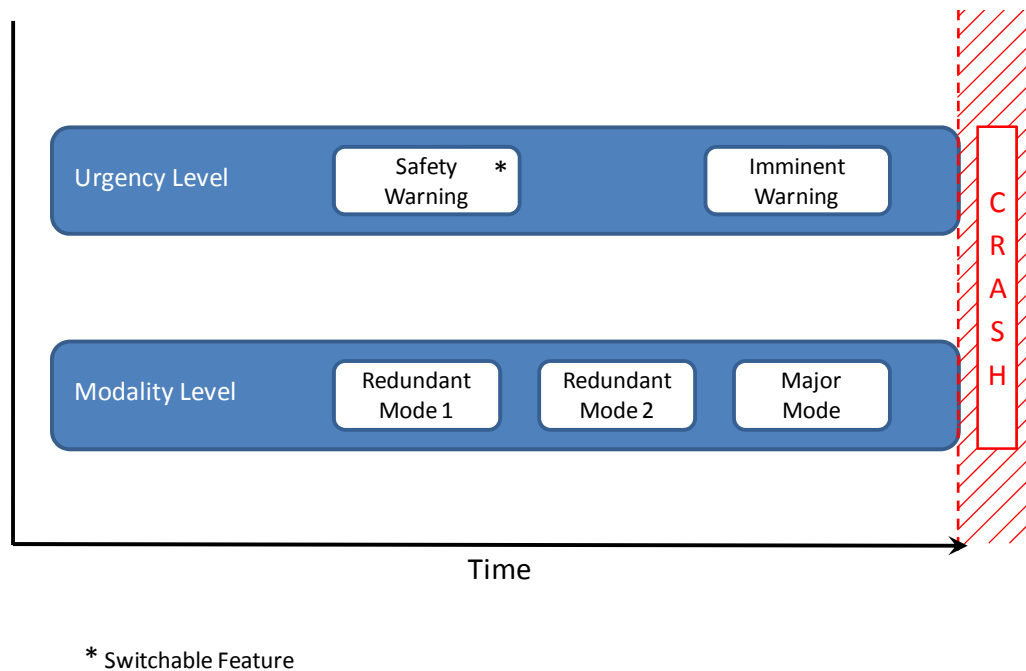 Urgency Level
Safety *
Warning
Imminent
Warning
Modality Level
Redundant
Mode 1
Redundant
Mode 2
Major
Mode
C
R
A
S
H
Time
* Switchable Feature